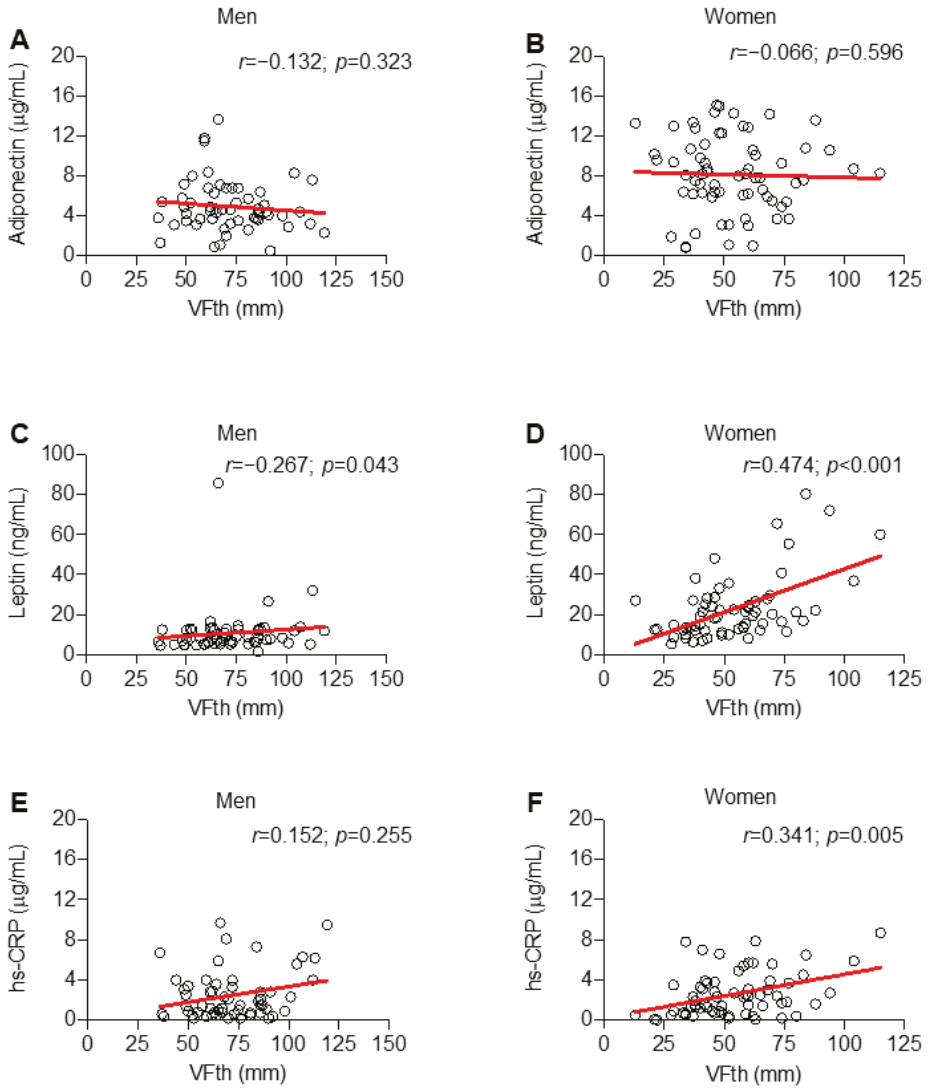 A
Men
r=−0.132; p=0.323
Adiponectin (µg/mL)
20
16
12
8
4
0
0 25 50 75 100 125 150
VFth (mm)
B
Women
r=−0.066; p=0.596
Adiponectin (µg/mL)
20
16
12
8
4
0
0 25 50 75 100 125
VFth (mm)
C
Men
r=−0.267; p=0.043
Leptin (ng/mL)
100
80
60
40
20
0
0 25 50 75 100 125 150
VFth (mm)
D
Women
r=0.474; p<0.001
Leptin (ng/mL)
100
80
60
40
20
0
0 25 50 75 100 125
VFth (mm)
E
Men
r=0.152; p=0.255
hs-CRP (µg/mL)
20
16
12
8
4
0
0 25 50 75 100 125 150
VFth (mm)
F
Women
r=0.341; p=0.005
hs-CRP (µg/mL)
20
16
12
8
4
0
0 25 50 75 100 125
VFth (mm)